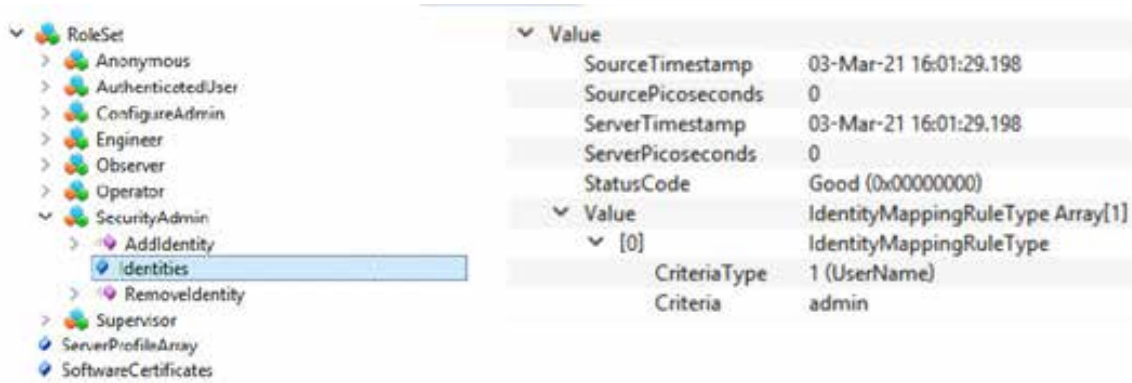 RoleSet
Anonymous
AuthenticatedUser
ConfigureAdmin
Engineer
Observer
Operator
SecurityAdmin
AddIdentity
Identities
RemoveIdentity
Supervisor
ServerProfileArray
SoftwareCertificates
Value
SourceTimestamp 03-Mar-21 16:01:29.198
SourcePicoseconds 0
ServerTimestamp 03-Mar-21 16:01:29.198
ServerPicoseconds 0
StatusCode Good (0x00000000)
Value IdentityMappingRuleType Array[1]
[0] IdentityMappingRuleType
CriteriaType 1 (UserName)
Criteria admin